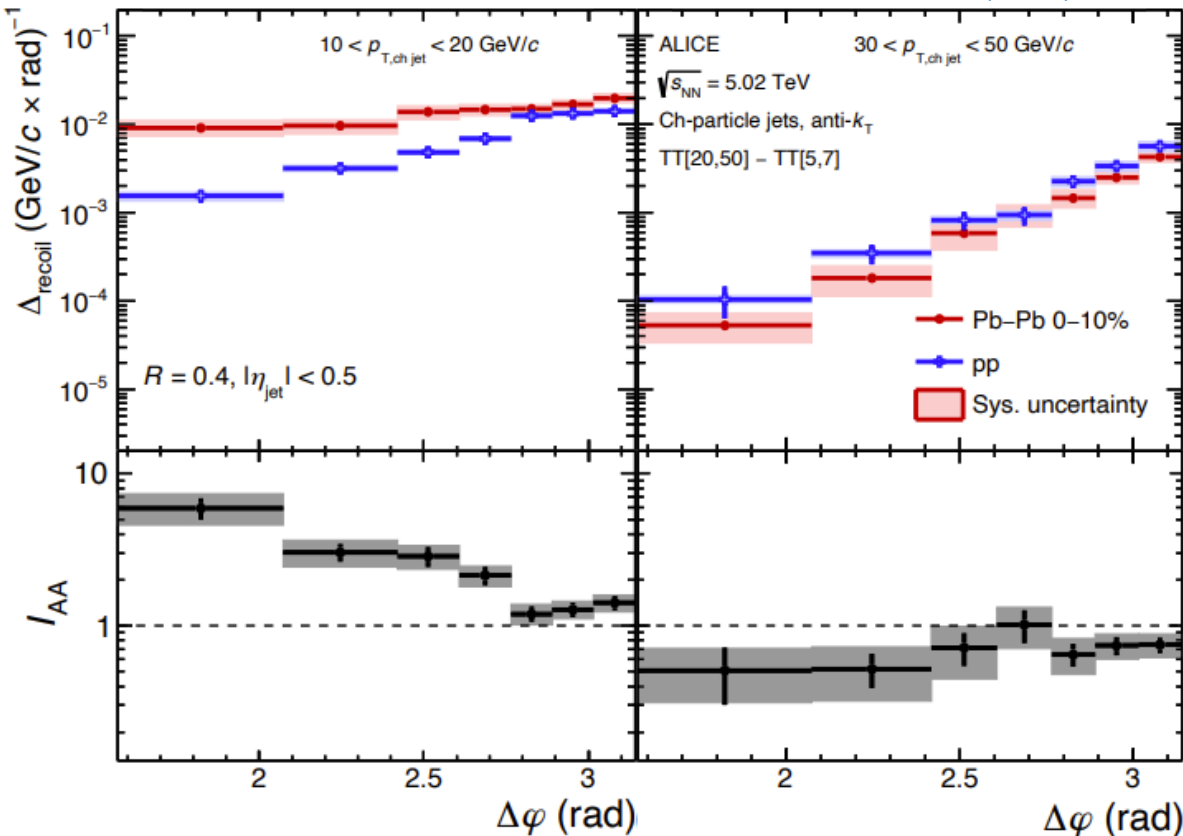 Δ_recoil (GeV/c × rad)⁻¹
10⁻¹
10⁻²
10⁻³
10⁻⁴
10⁻⁵
10 < p_T,ch jet < 20 GeV/c
R = 0.4, |η_jet| < 0.5
ALICE
30 < p_T,ch jet < 50 GeV/c
√s_NN = 5.02 TeV
Ch-particle jets, anti-k_T
TT[20,50] − TT[5,7]
Pb−Pb 0−10%
pp
Sys. uncertainty
I_AA
10
1
2
2.5
3
Δφ (rad)
2
2.5
3
Δφ (rad)